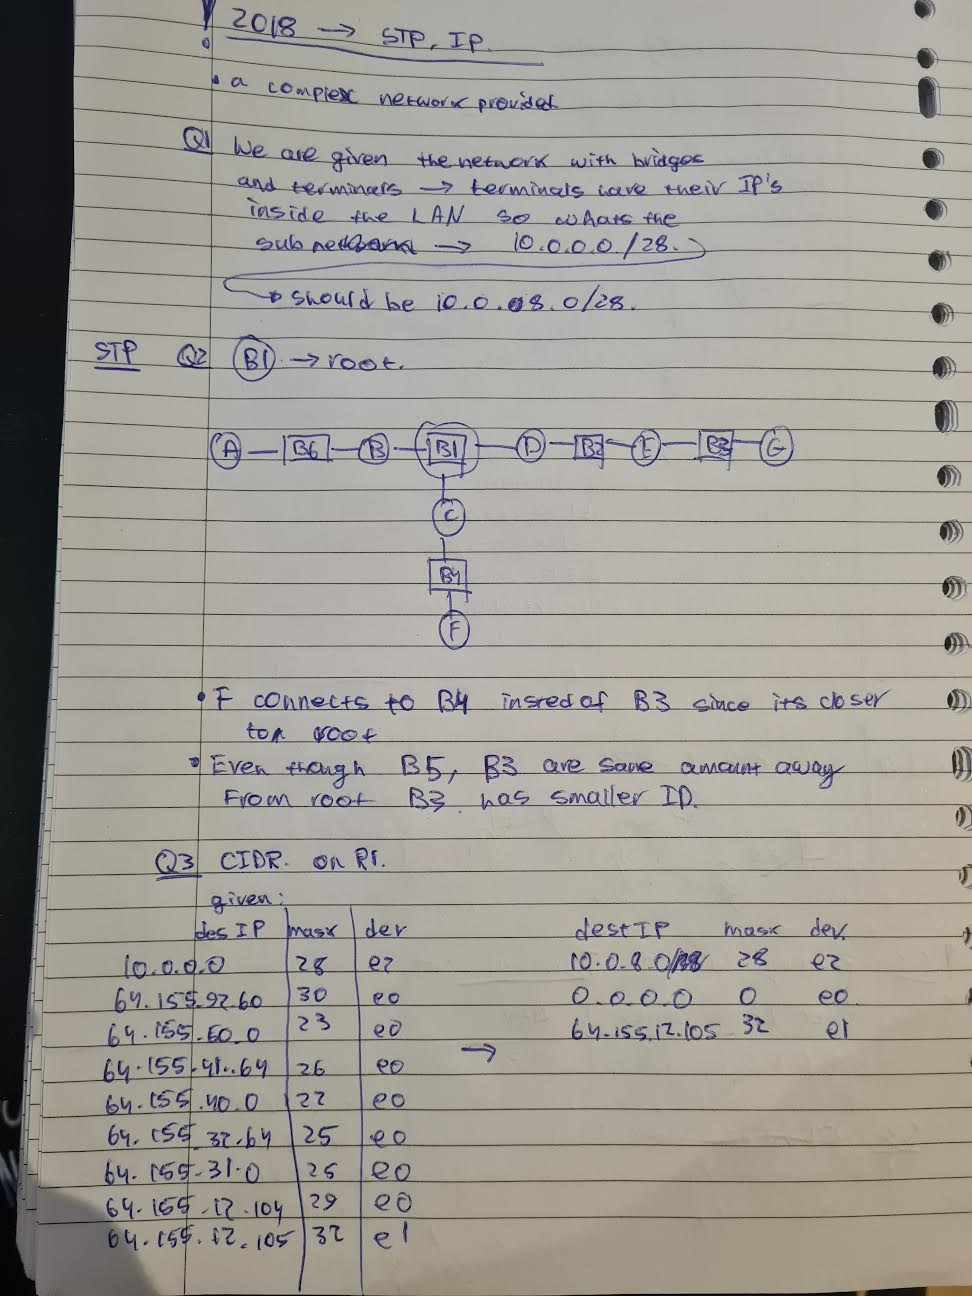 ! 2018 → STP, IP.
• a complex network provided
Q1 We are given the network with bridges
and terminals → terminals have their IP's
inside the LAN so whats the
subnet → 10.0.0.0/28.
→ should be 10.0.8.0/28.
STP Q2 B1 → root.
A B6 B B1 D B2 E B3 G
C
B4
F
• F connects to B4 insted of B3 since its closer
to root
• Even though B5, B3 are same amount away
From root B3 has smaller ID.
Q3 CIDR. on R1.
given:
des IP mask dev
10.0.0.0 28 e2
64.155.92.60 30 e0
64.155.60.0 23 e0
64.155.41.64 26 e0
64.155.40.0 22 e0
64.155.32.64 25 e0
64.155.31.0 25 e0
64.155.12.104 29 e0
64.155.12.105 32 e1
→
dest IP mask dev.
10.0.8.0/28 28 e2
0.0.0.0 0 e0
64.155.12.105 32 e1